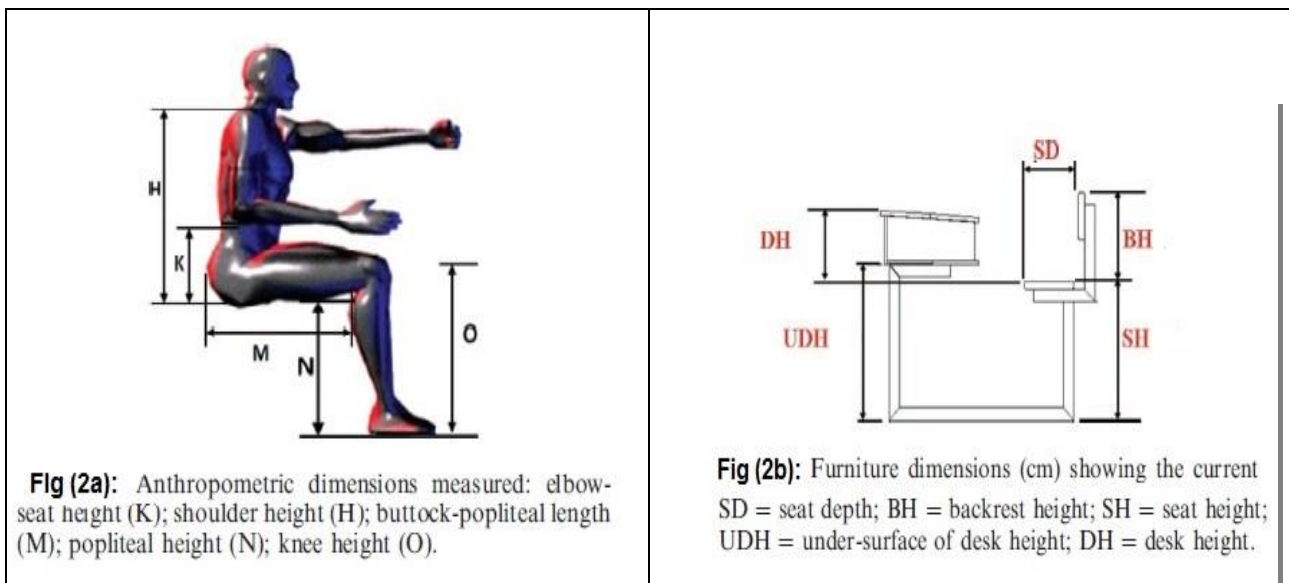 H
K
M
N
O
FIg (2a): Anthropometric dimensions measured: elbow-
seat height (K); shoulder height (H); buttock-popliteal length
(M); popliteal height (N); knee height (O).
SD
DH
BH
UDH
SH
Fig (2b): Furniture dimensions (cm) showing the current
SD = seat depth; BH = backrest height; SH = seat height;
UDH = under-surface of desk height; DH = desk height.